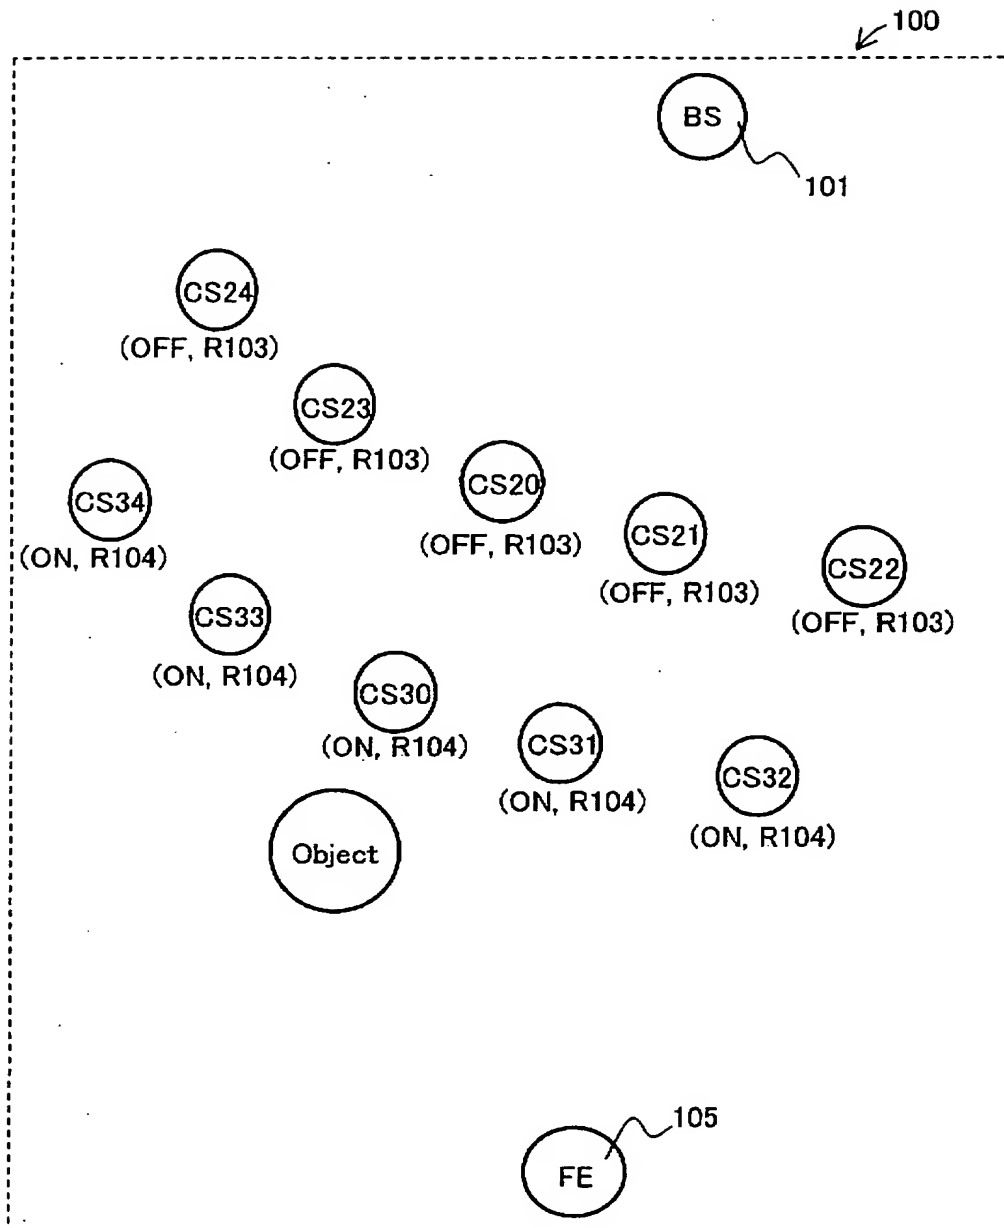 100
BS
101
CS24
(OFF, R103)
CS23
(OFF, R103)
CS20
(OFF, R103)
CS34
(ON, R104)
CS21
(OFF, R103)
CS22
(OFF, R103)
CS33
(ON, R104)
CS30
(ON, R104)
CS31
(ON, R104)
CS32
(ON, R104)
Object
105
FE